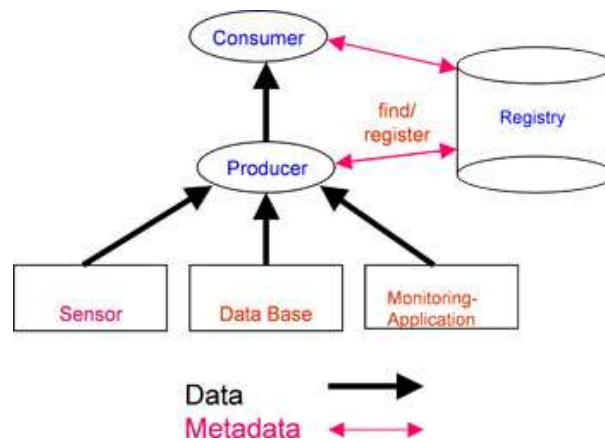 Consumer
find/
register
Registry
Producer
Sensor
Data Base
Monitoring-
Application
Data
Metadata